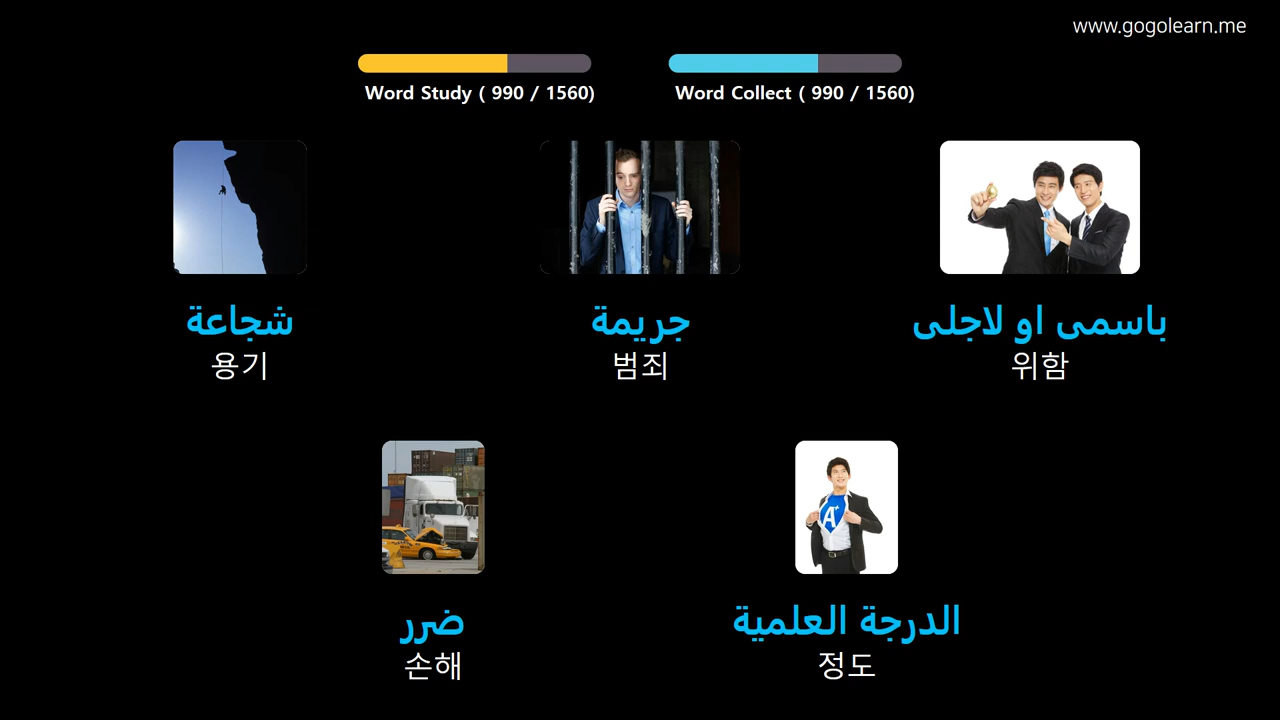 www.gogolearn.me
Word Study ( 990 / 1560)
Word Collect ( 990 / 1560)
شجاعة
용기
جريمة
범죄
باسمى او لاجلى
위함
A+
ضرر
손해
الدرجة العلمية
정도